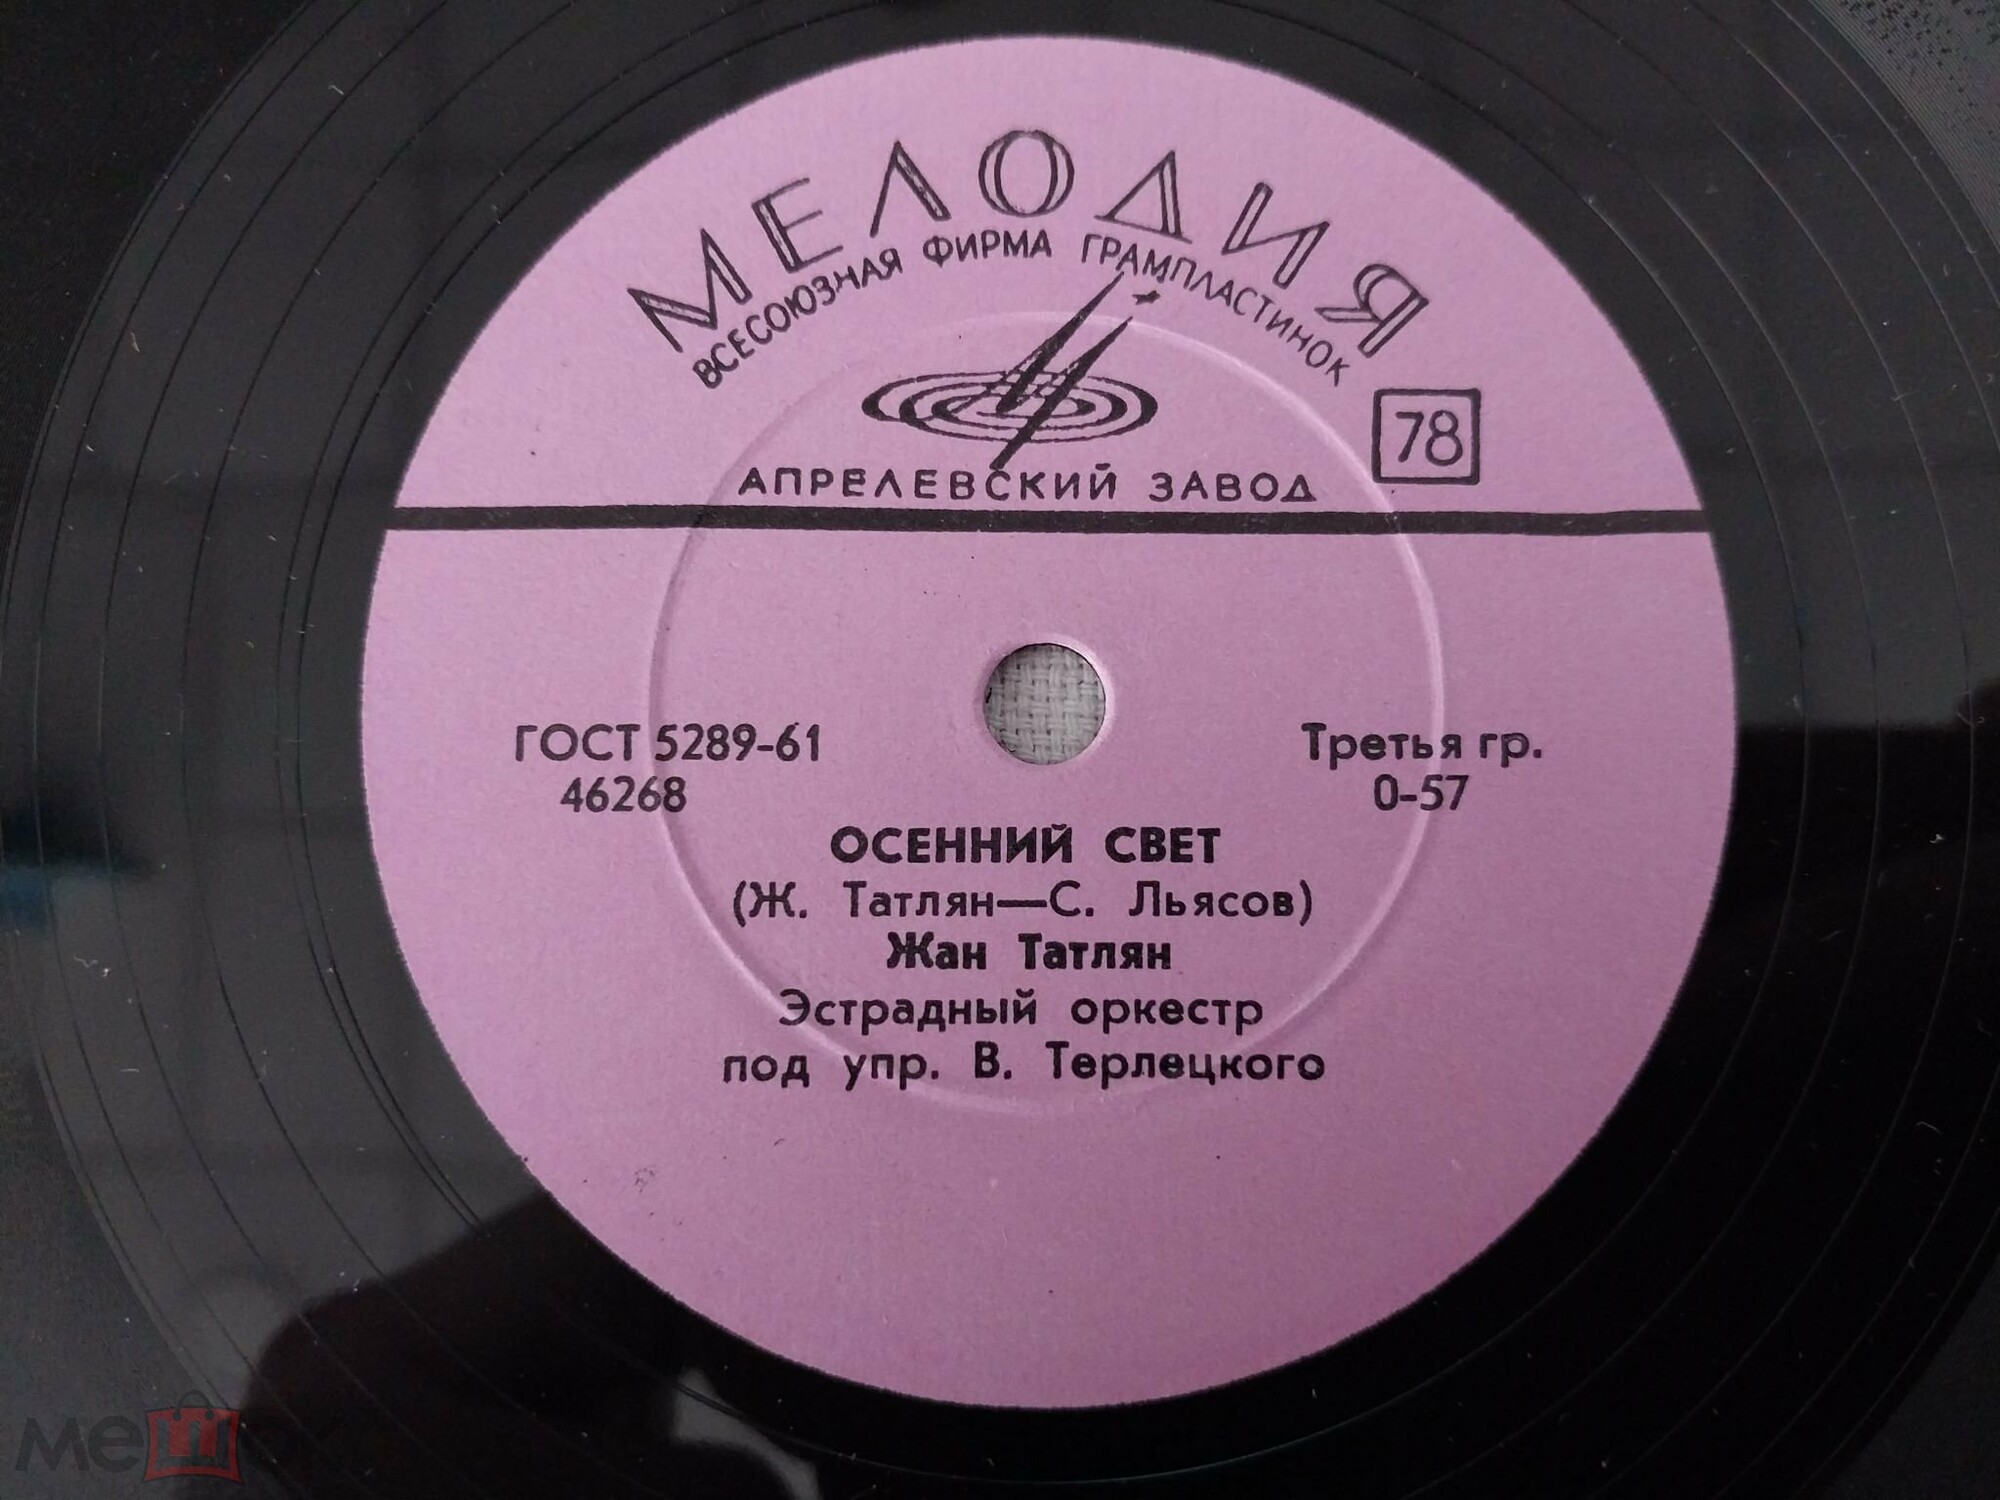 МЕЛОДИЯ
ВСЕСОЮЗНАЯ ФИРМА ГРАМПЛАСТИНОК
78
АПРЕЛЕВСКИЙ ЗАВОД
ГОСТ 5289-61
46268
Третья гр.
0-57
ОСЕННИЙ СВЕТ
(Ж. Татлян—С. Льясов)
Жан Татлян
Эстрадный оркестр
под упр. В. Терлецкого
мешок